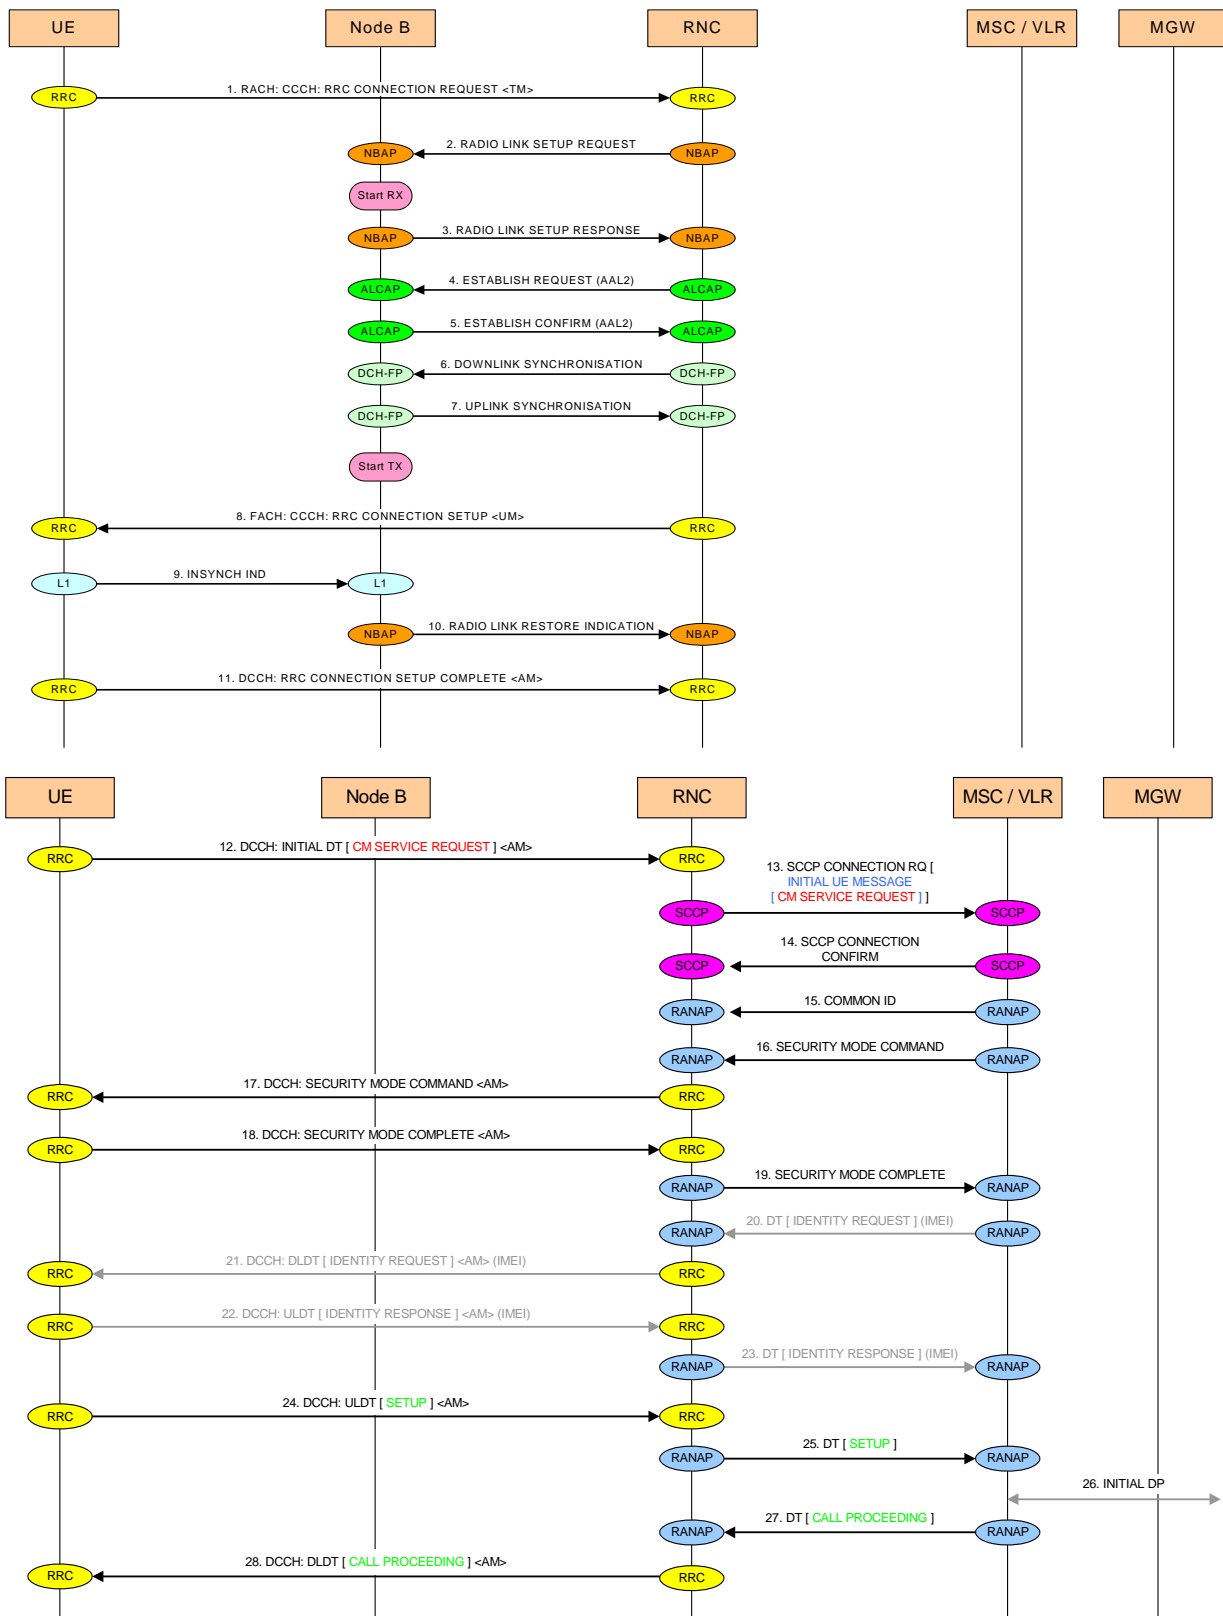 UE Node B RNC MSC / VLR MGW
RRC 1. RACH: CCCH: RRC CONNECTION REQUEST <TM> RRC
NBAP 2. RADIO LINK SETUP REQUEST NBAP
Start RX
NBAP 3. RADIO LINK SETUP RESPONSE NBAP
ALCAP 4. ESTABLISH REQUEST (AAL2) ALCAP
ALCAP 5. ESTABLISH CONFIRM (AAL2) ALCAP
DCH-FP 6. DOWNLINK SYNCHRONISATION DCH-FP
DCH-FP 7. UPLINK SYNCHRONISATION DCH-FP
Start TX
RRC 8. FACH: CCCH: RRC CONNECTION SETUP <UM> RRC
L1 9. INSYNCH IND L1
NBAP 10. RADIO LINK RESTORE INDICATION NBAP
RRC 11. DCCH: RRC CONNECTION SETUP COMPLETE <AM> RRC
UE Node B RNC MSC / VLR MGW
RRC 12. DCCH: INITIAL DT [ CM SERVICE REQUEST ] <AM> RRC
13. SCCP CONNECTION RQ [
INITIAL UE MESSAGE
[ CM SERVICE REQUEST ] ]
SCCP SCCP
14. SCCP CONNECTION
CONFIRM
SCCP SCCP
RANAP 15. COMMON ID RANAP
RANAP 16. SECURITY MODE COMMAND RANAP
RRC 17. DCCH: SECURITY MODE COMMAND <AM> RRC
RRC 18. DCCH: SECURITY MODE COMPLETE <AM> RRC
RANAP 19. SECURITY MODE COMPLETE RANAP
RANAP 20. DT [ IDENTITY REQUEST ] (IMEI) RANAP
RRC 21. DCCH: DLDT [ IDENTITY REQUEST ] <AM> (IMEI) RRC
RRC 22. DCCH: ULDT [ IDENTITY RESPONSE ] <AM> (IMEI) RRC
RANAP 23. DT [ IDENTITY RESPONSE ] (IMEI) RANAP
RRC 24. DCCH: ULDT [ SETUP ] <AM> RRC
RANAP 25. DT [ SETUP ] RANAP
26. INITIAL DP
RANAP 27. DT [ CALL PROCEEDING ] RANAP
RRC 28. DCCH: DLDT [ CALL PROCEEDING ] <AM> RRC